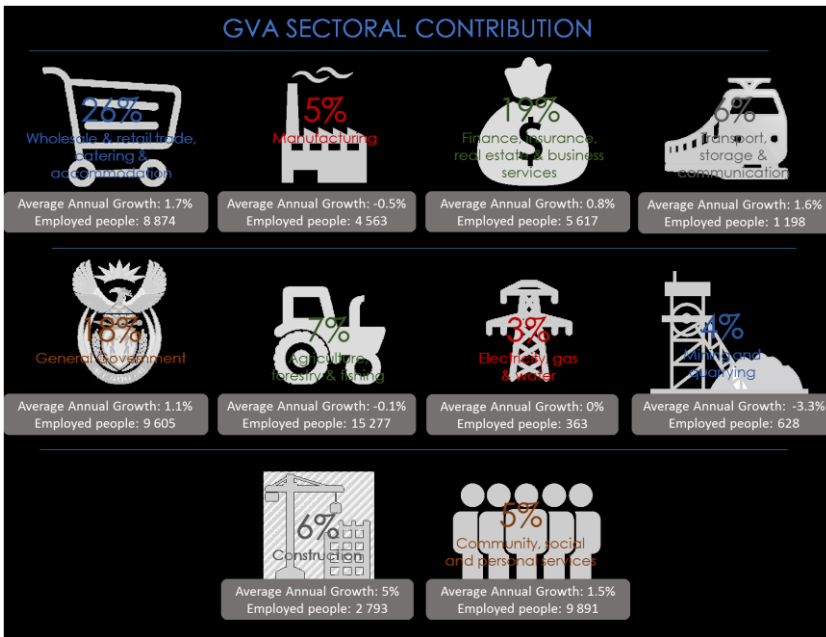 GVA SECTORAL CONTRIBUTION
26%
Wholesale & retail trade,
catering &
accommodation
Average Annual Growth: 1.7%
Employed people: 8 874
5%
Manufacturing
Average Annual Growth: -0.5%
Employed people: 4 563
19%
$
Finance, insurance,
real estate & business
services
Average Annual Growth: 0.8%
Employed people: 5 617
6%
Transport,
storage &
communication
Average Annual Growth: 1.6%
Employed people: 1 198
18%
General Government
Average Annual Growth: 1.1%
Employed people: 9 605
7%
Agriculture,
forestry & fishing
Average Annual Growth: -0.1%
Employed people: 15 277
3%
Electricity, gas
& water
Average Annual Growth: 0%
Employed people: 363
4%
Mining and
quarrying
Average Annual Growth: -3.3%
Employed people: 628
6%
Construction
Average Annual Growth: 5%
Employed people: 2 793
5%
Community, social
and personal services
Average Annual Growth: 1.5%
Employed people: 9 891